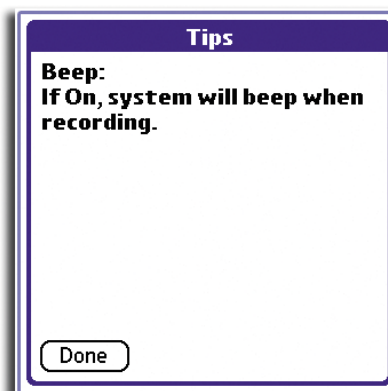 Tips
Beep:
If On, system will beep when
recording.
Done